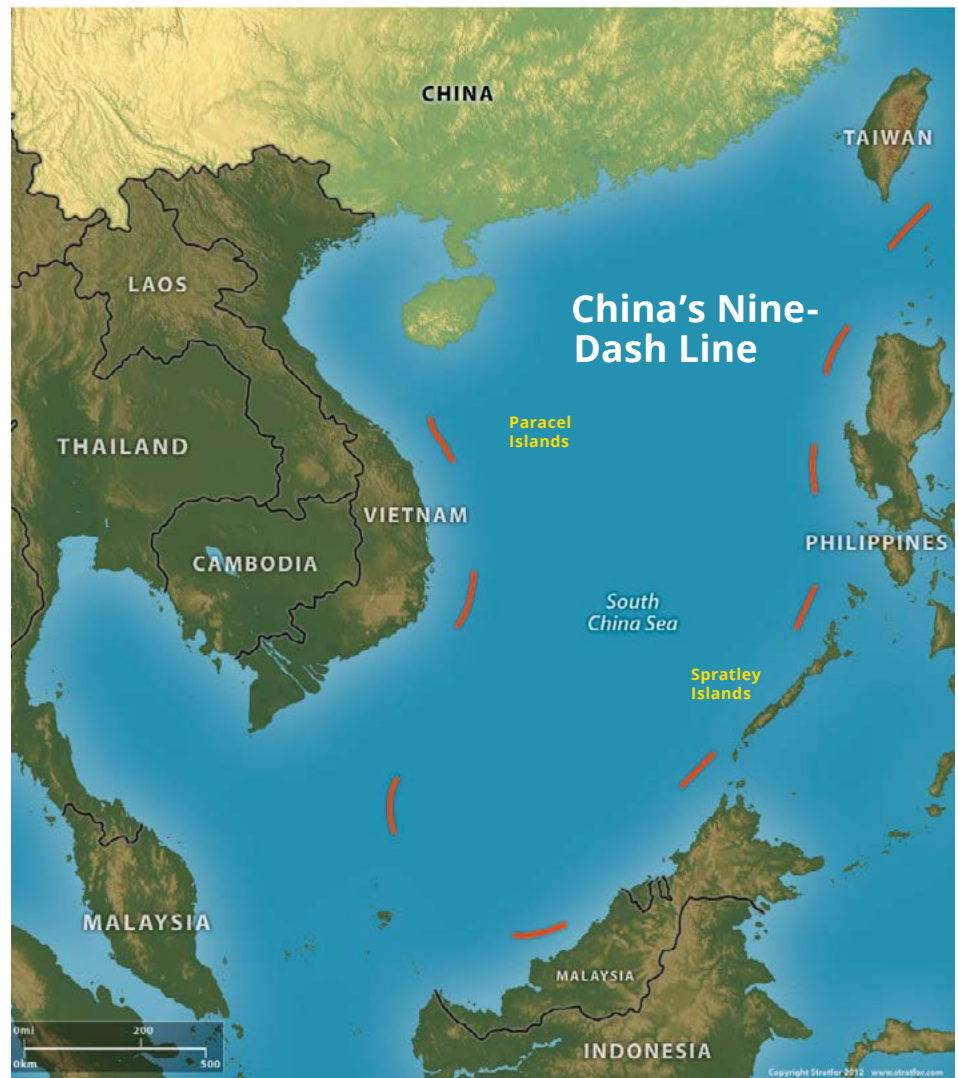 CHINA
TAIWAN
LAOS
China’s Nine-
Dash Line
Paracel
Islands
THAILAND
VIETNAM
PHILIPPINES
CAMBODIA
South
China Sea
Spratley
Islands
MALAYSIA
MALAYSIA
INDONESIA
0mi 200
0km 500
Copyright Stratfor 2012 www.stratfor.com